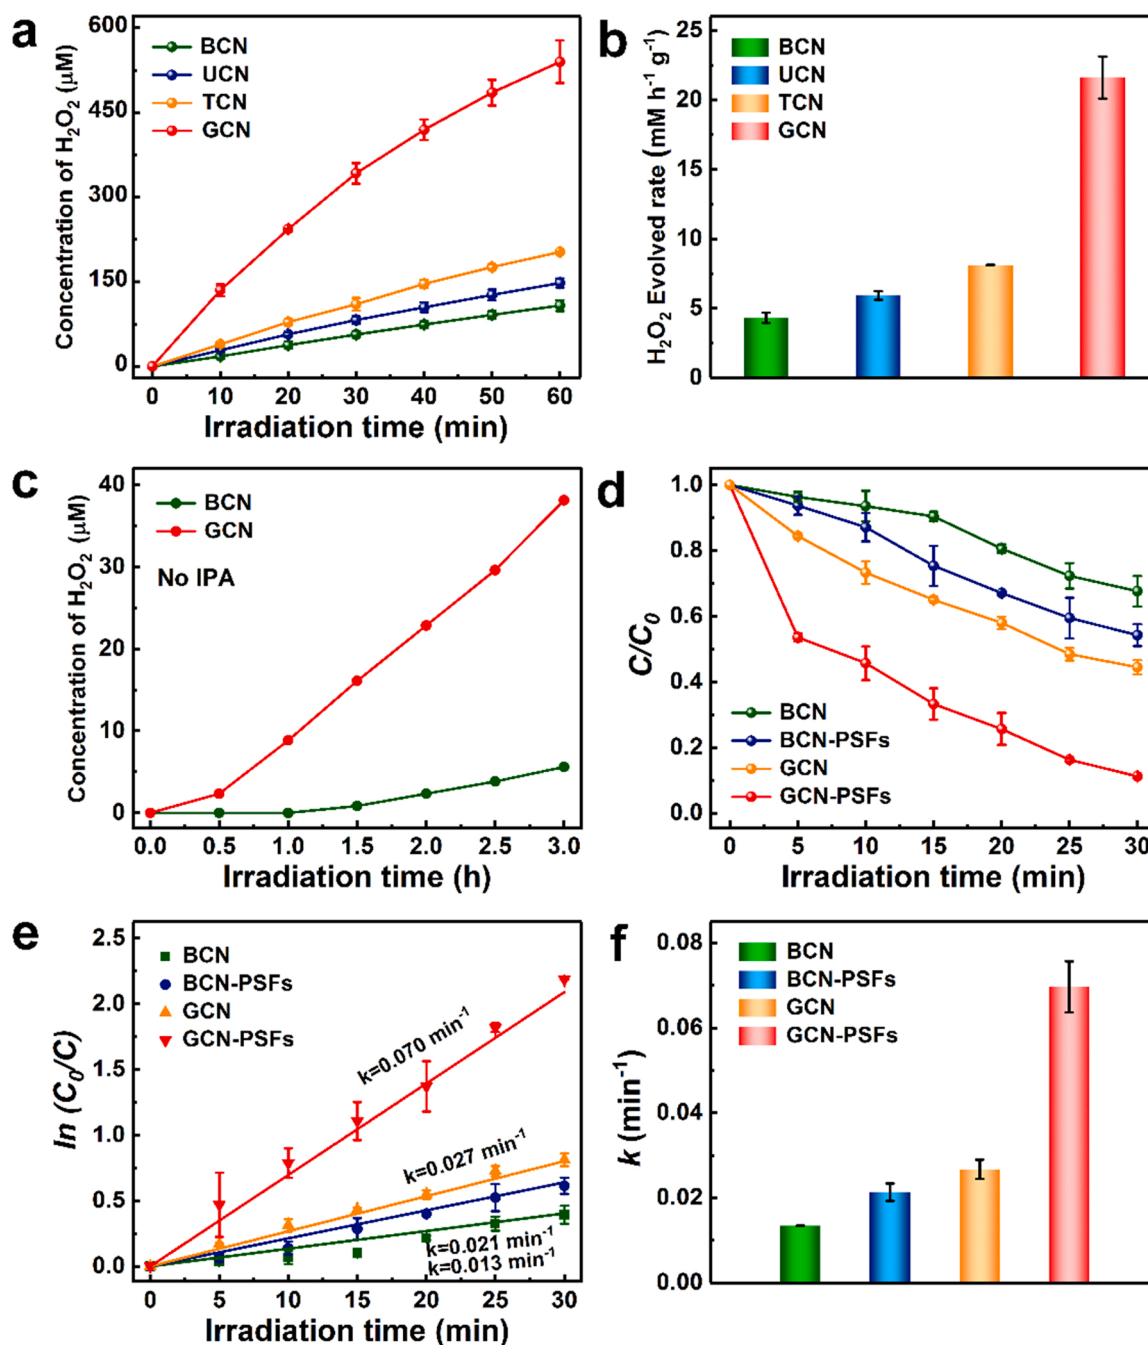 a
BCN
UCN
TCN
GCN
Concentration of H₂O₂ (μM)
600
450
300
150
0
0 10 20 30 40 50 60
Irradiation time (min)
b
BCN
UCN
TCN
GCN
H₂O₂ Evolved rate (mM h⁻¹ g⁻¹)
25
20
15
10
5
0
c
BCN
GCN
No IPA
Concentration of H₂O₂ (μM)
40
30
20
10
0
0.0 0.5 1.0 1.5 2.0 2.5 3.0
Irradiation time (h)
d
C/C₀
1.0
0.8
0.6
0.4
0.2
0.0
BCN
BCN-PSFs
GCN
GCN-PSFs
0 5 10 15 20 25 30
Irradiation time (min)
e
BCN
BCN-PSFs
GCN
GCN-PSFs
ln (C₀/C)
2.5
2.0
1.5
1.0
0.5
0.0
k=0.070 min⁻¹
k=0.027 min⁻¹
k=0.021 min⁻¹
k=0.013 min⁻¹
0 5 10 15 20 25 30
Irradiation time (min)
f
BCN
BCN-PSFs
GCN
GCN-PSFs
k (min⁻¹)
0.08
0.06
0.04
0.02
0.00